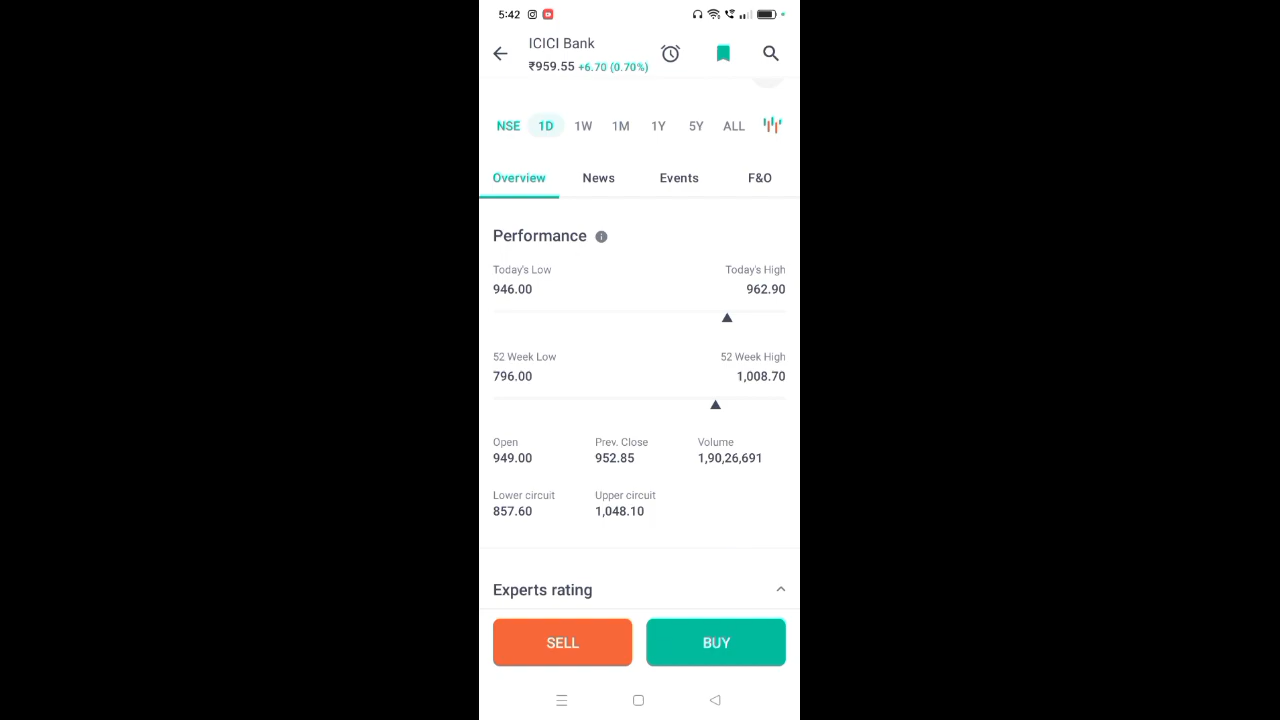 5:42
ICICI Bank
₹959.55 +6.70 (0.70%)
NSE 1D 1W 1M 1Y 5Y ALL
Overview News Events F&O
Performance
Today's Low Today's High
946.00 962.90
52 Week Low 52 Week High
796.00 1,008.70
Open Prev. Close Volume
949.00 952.85 1,90,26,691
Lower circuit Upper circuit
857.60 1,048.10
Experts rating
SELL BUY